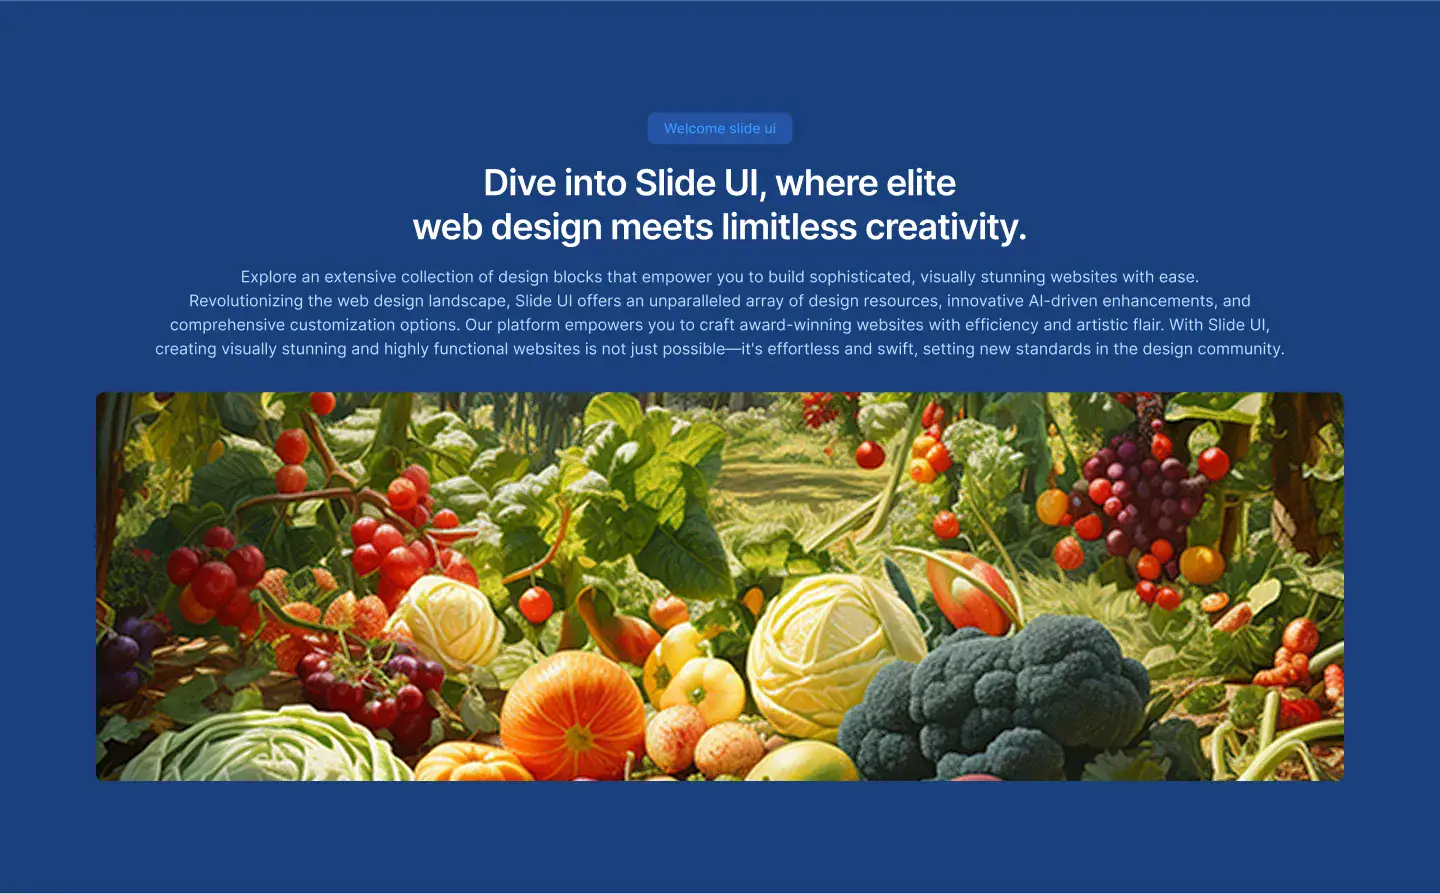 Welcome slide ui
Dive into Slide UI, where elite
web design meets limitless creativity.
Explore an extensive collection of design blocks that empower you to build sophisticated, visually stunning websites with ease.
Revolutionizing the web design landscape, Slide UI offers an unparalleled array of design resources, innovative AI-driven enhancements, and
comprehensive customization options. Our platform empowers you to craft award-winning websites with efficiency and artistic flair. With Slide UI,
creating visually stunning and highly functional websites is not just possible—it's effortless and swift, setting new standards in the design community.